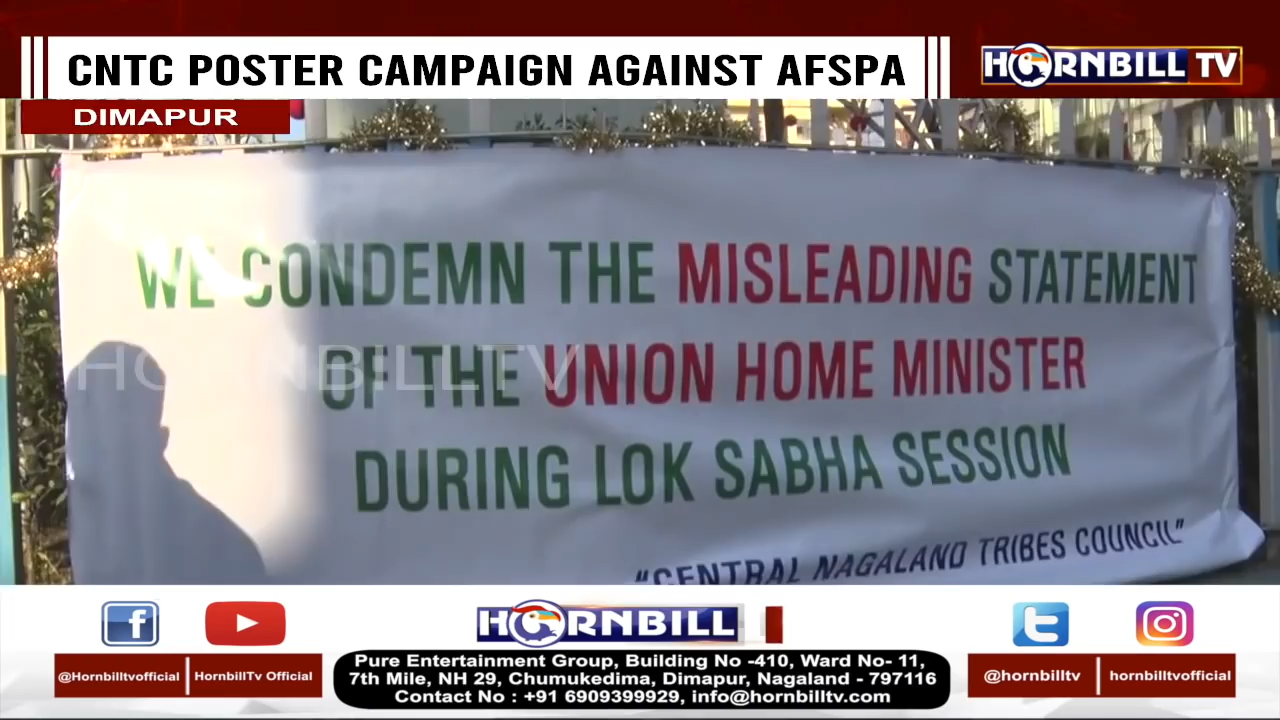 CNTC POSTER CAMPAIGN AGAINST AFSPA
HORNBILL TV
DIMAPUR
WE CONDEMN THE MISLEADING STATEMENT
OF THE UNION HOME MINISTER
HORNBILLTV
DURING LOK SABHA SESSION
"CENTRAL NAGALAND TRIBES COUNCIL"
HORNBILL
@Hornbilltvofficial
HornbillTv Official
Pure Entertainment Group, Building No -410, Ward No- 11,
7th Mile, NH 29, Chumukedima, Dimapur, Nagaland - 797116
Contact No : +91 6909399929, info@hornbilltv.com
@hornbilltv
hornbilltvofficial